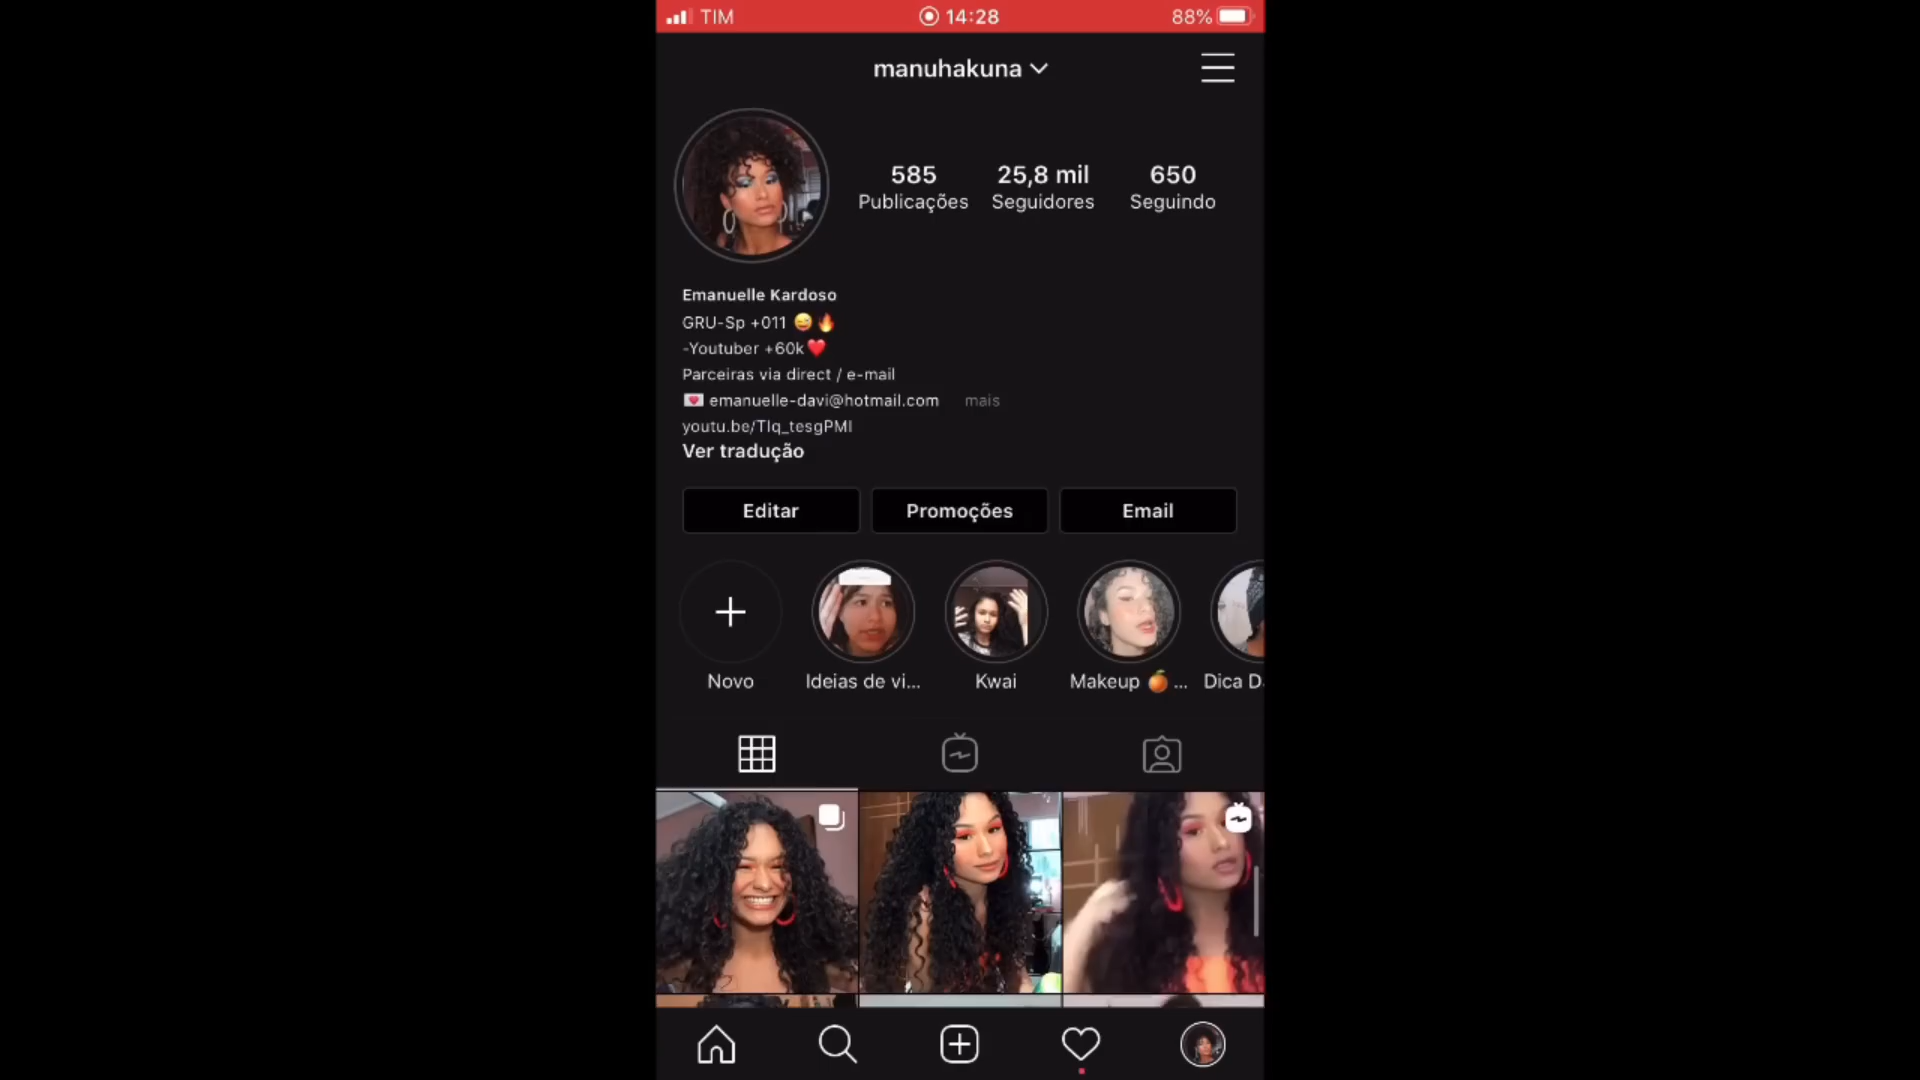 TIM 14:28 88%
manuhakuna
585 25,8 mil 650
Publicações Seguidores Seguindo
Emanuelle Kardoso
GRU-Sp +011 😅🔥
-Youtuber +60k❤️
Parceiras via direct / e-mail
💌 emanuelle-davi@hotmail.com mais
youtu.be/TIq_tesgPMI
Ver tradução
Editar Promoções Email
Novo Ideias de vi... Kwai Makeup 🍊 ... Dica D